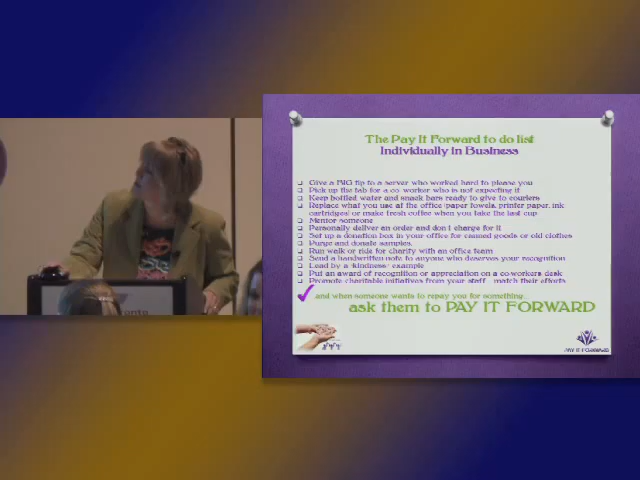 The Pay It Forward to do list
Individually in Business
Give a BIG tip to a server who worked hard to please you
Pick up the tab for a co worker who is not expecting it
Keep bottled water and snack bars ready to give to couriers
Replace what you use at the office (paper towels, printer paper, ink
cartridges) or make fresh coffee when you take the last cup
Mentor someone
Personally deliver an order and don t charge for it
Set up a donation box in your office for canned goods or old clothes
Purge and donate samples.
Run walk or ride for charity with an office team
Send a handwritten note to anyone who deserves your recognition
Lead by a "kindness" example
Put an award of recognition or appreciation on a co-workers desk
Promote charitable initiatives from your staff match their efforts
and when someone wants to repay you for something...
ask them to PAY IT FORWARD
PAY IT FORWARD